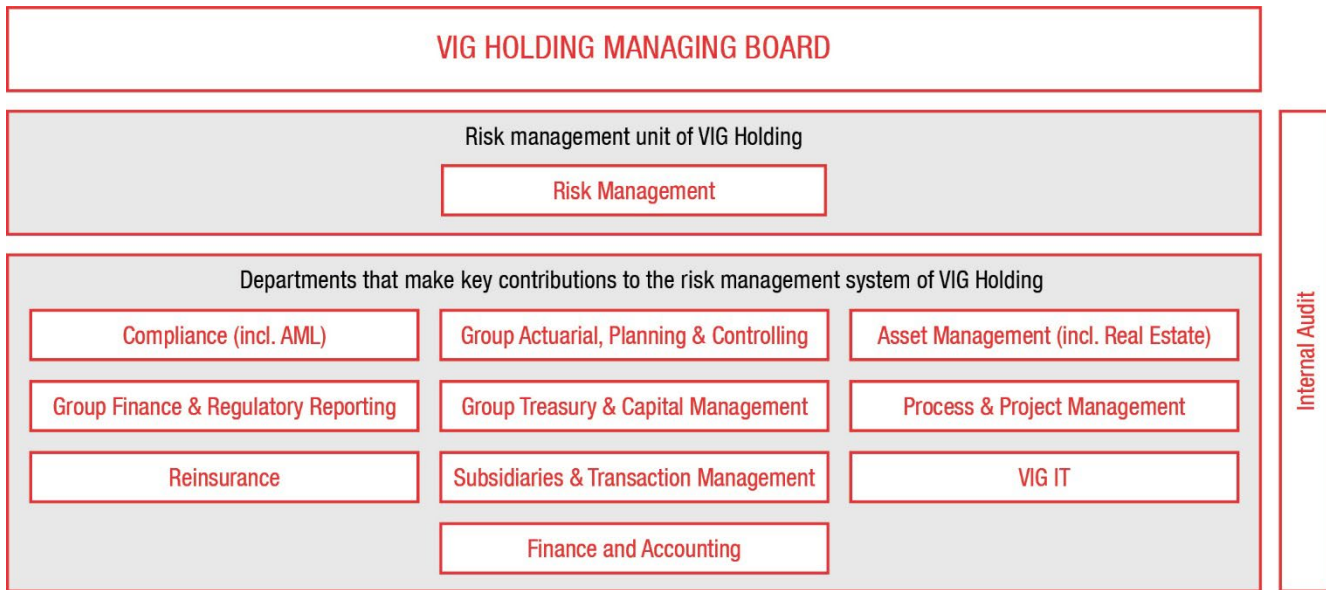 VIG HOLDING MANAGING BOARD
Risk management unit of VIG Holding
Risk Management
Departments that make key contributions to the risk management system of VIG Holding
Compliance (incl. AML)
Group Actuarial, Planning & Controlling
Asset Management (incl. Real Estate)
Group Finance & Regulatory Reporting
Group Treasury & Capital Management
Process & Project Management
Reinsurance
Subsidiaries & Transaction Management
VIG IT
Finance and Accounting
Internal Audit